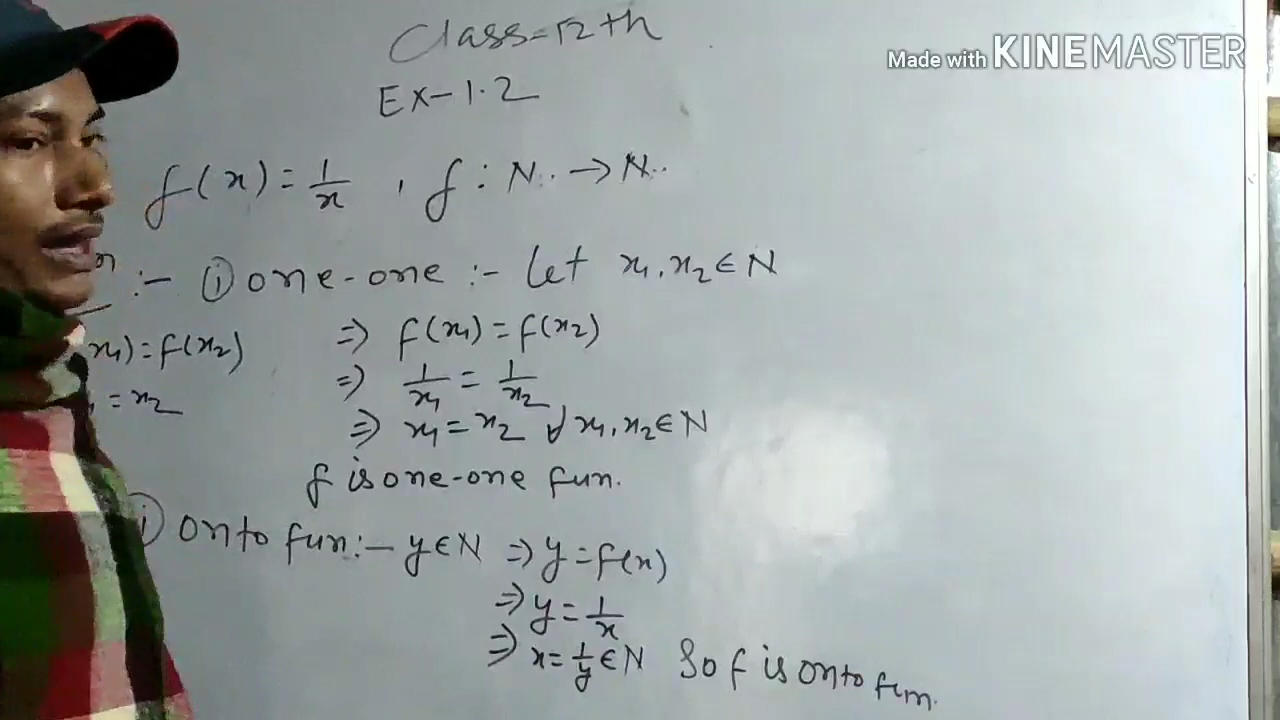 Class-12th
Made with KINEMASTER
Ex-1.2
f(x)=1/x , f: N.. → N..
:- ① one-one :- let x₁, x₂ ∈ N
x₁)=f(x₂) ⇒ f(x₁)=f(x₂)
⇒ 1/x₁ = 1/x₂
= x₂
⇒ x₁ = x₂ ∀ x₁, x₂ ∈ N
f is one-one fun.
i) onto fun:- y∈N ⇒ y=f(x)
⇒ y=1/x
⇒ x=1/y ∈ N So f is onto fun.